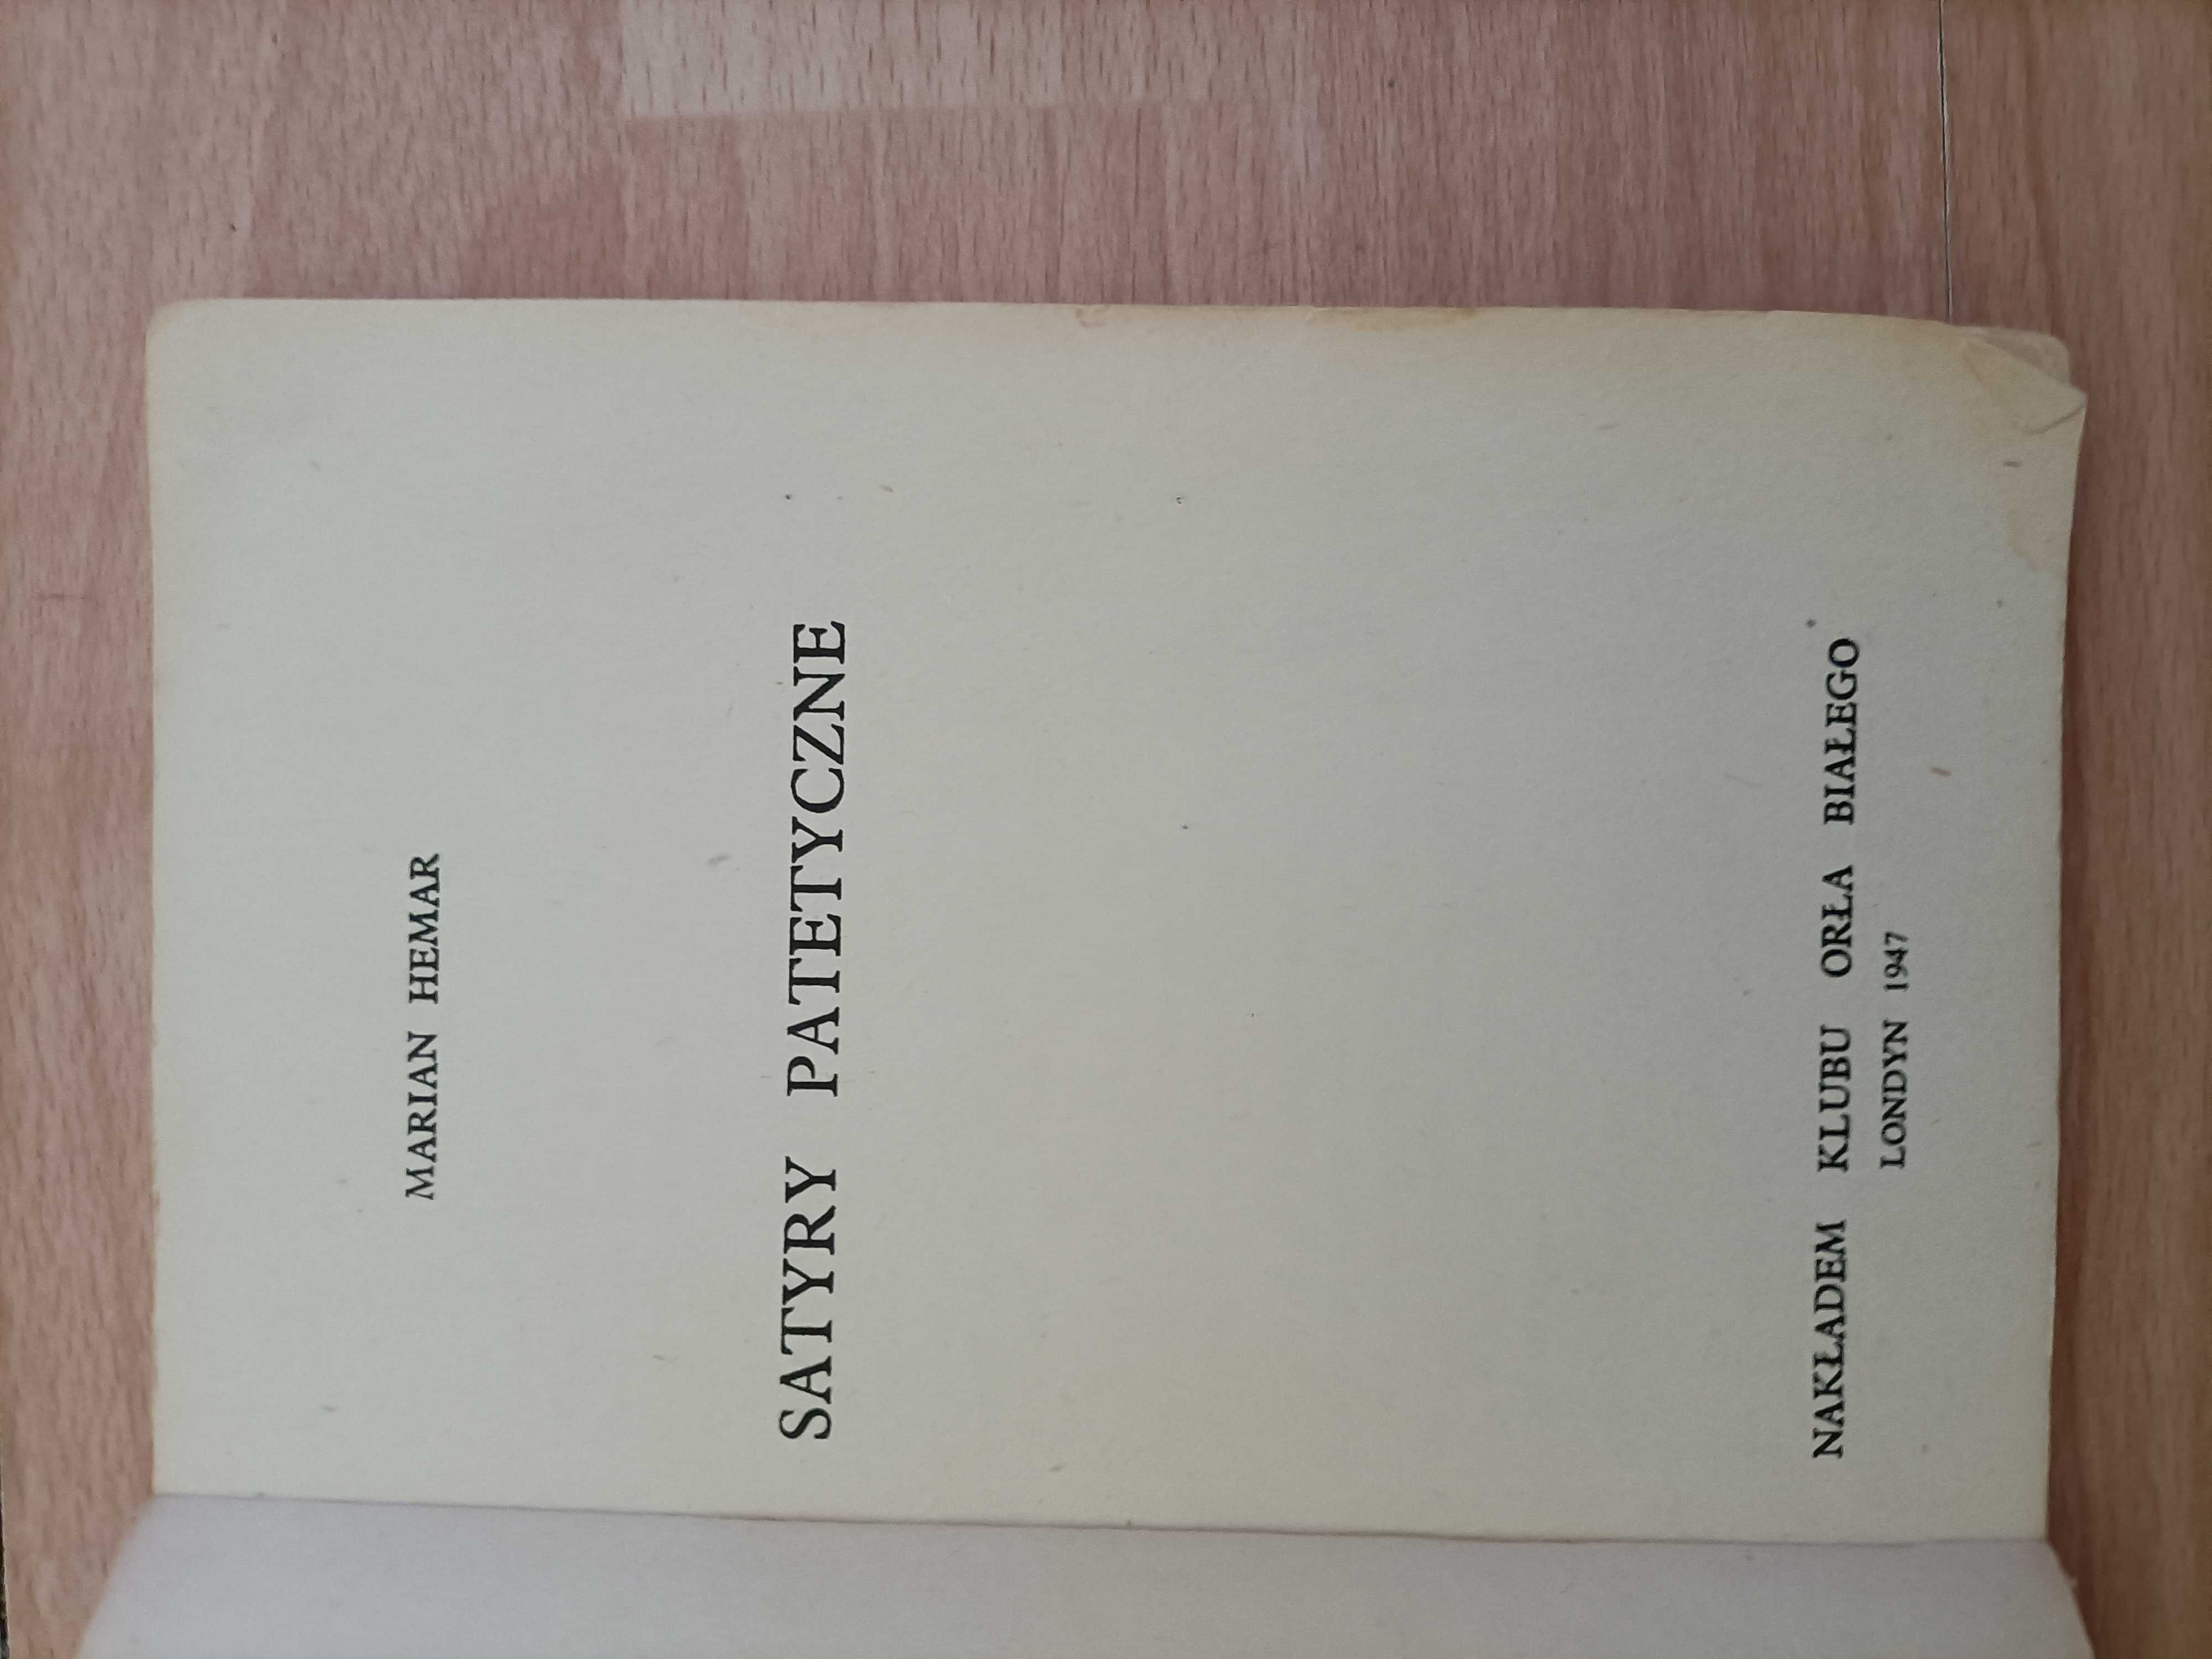 MARIAN HEMAR
SATYRY PATETYCZNE
NAKŁADEM KLUBU ORŁA BIAŁEGO
LONDYN 1947